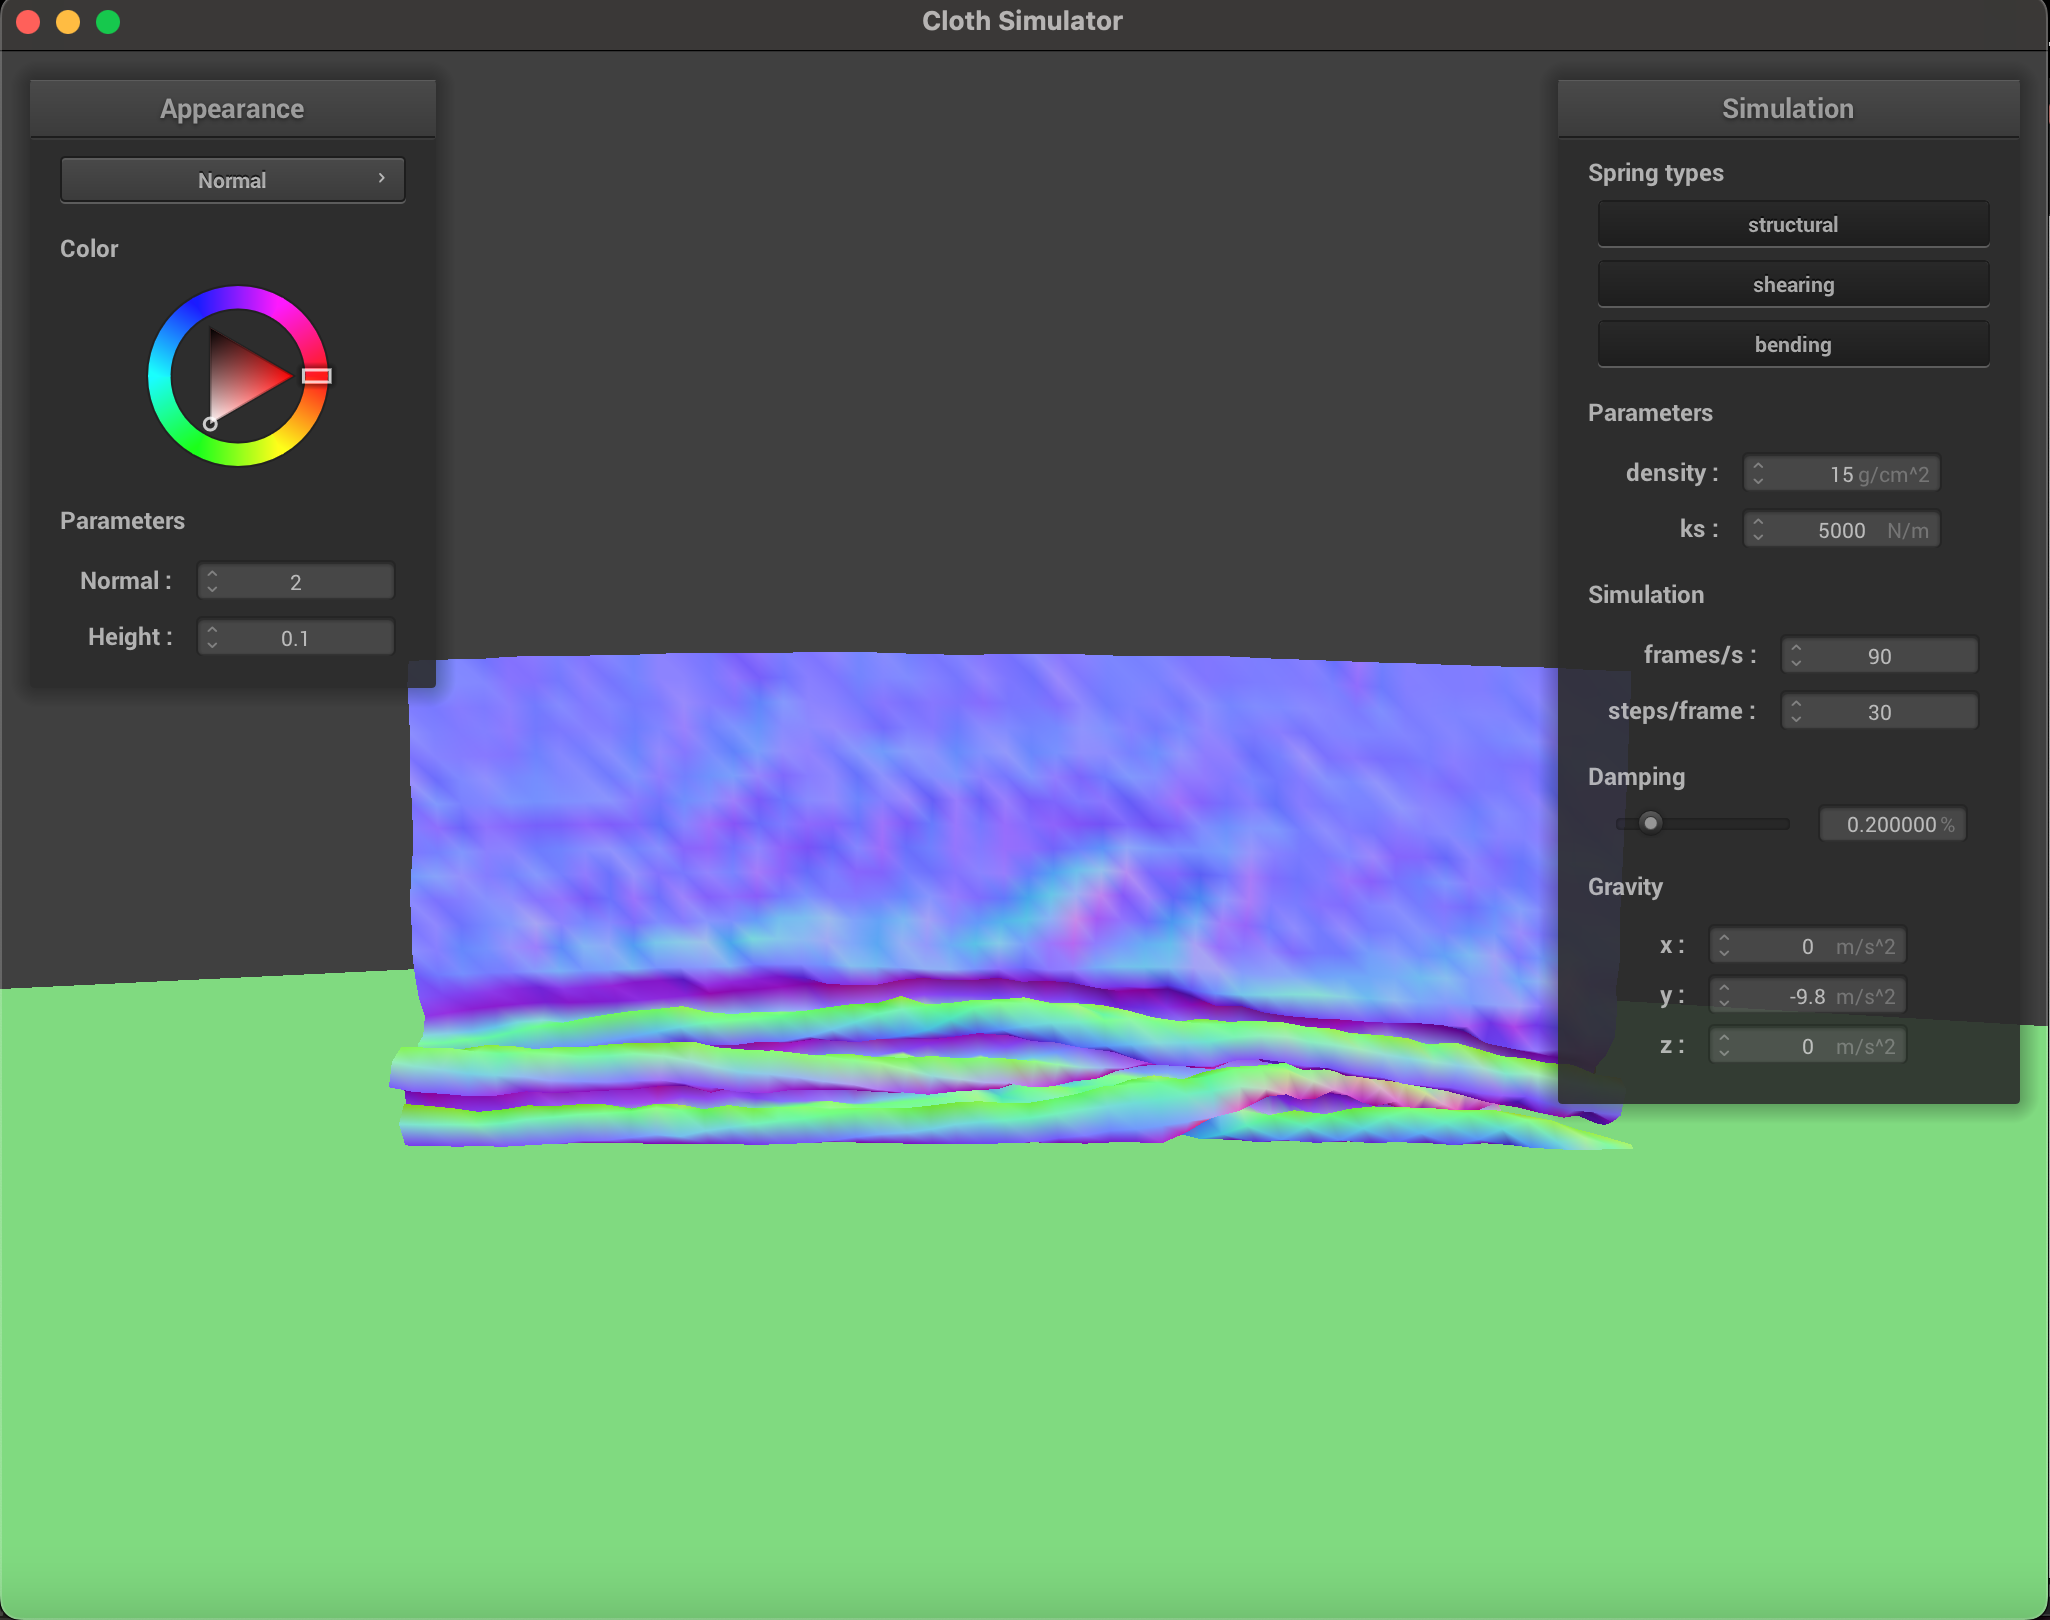 Cloth Simulator
Appearance
Normal
Color
Parameters
Normal : 2
Height : 0.1
Simulation
Spring types
structural
shearing
bending
Parameters
density : 15 g/cm^2
ks : 5000 N/m
Simulation
frames/s : 90
steps/frame : 30
Damping
0.200000 %
Gravity
x : 0 m/s^2
y : -9.8 m/s^2
z : 0 m/s^2